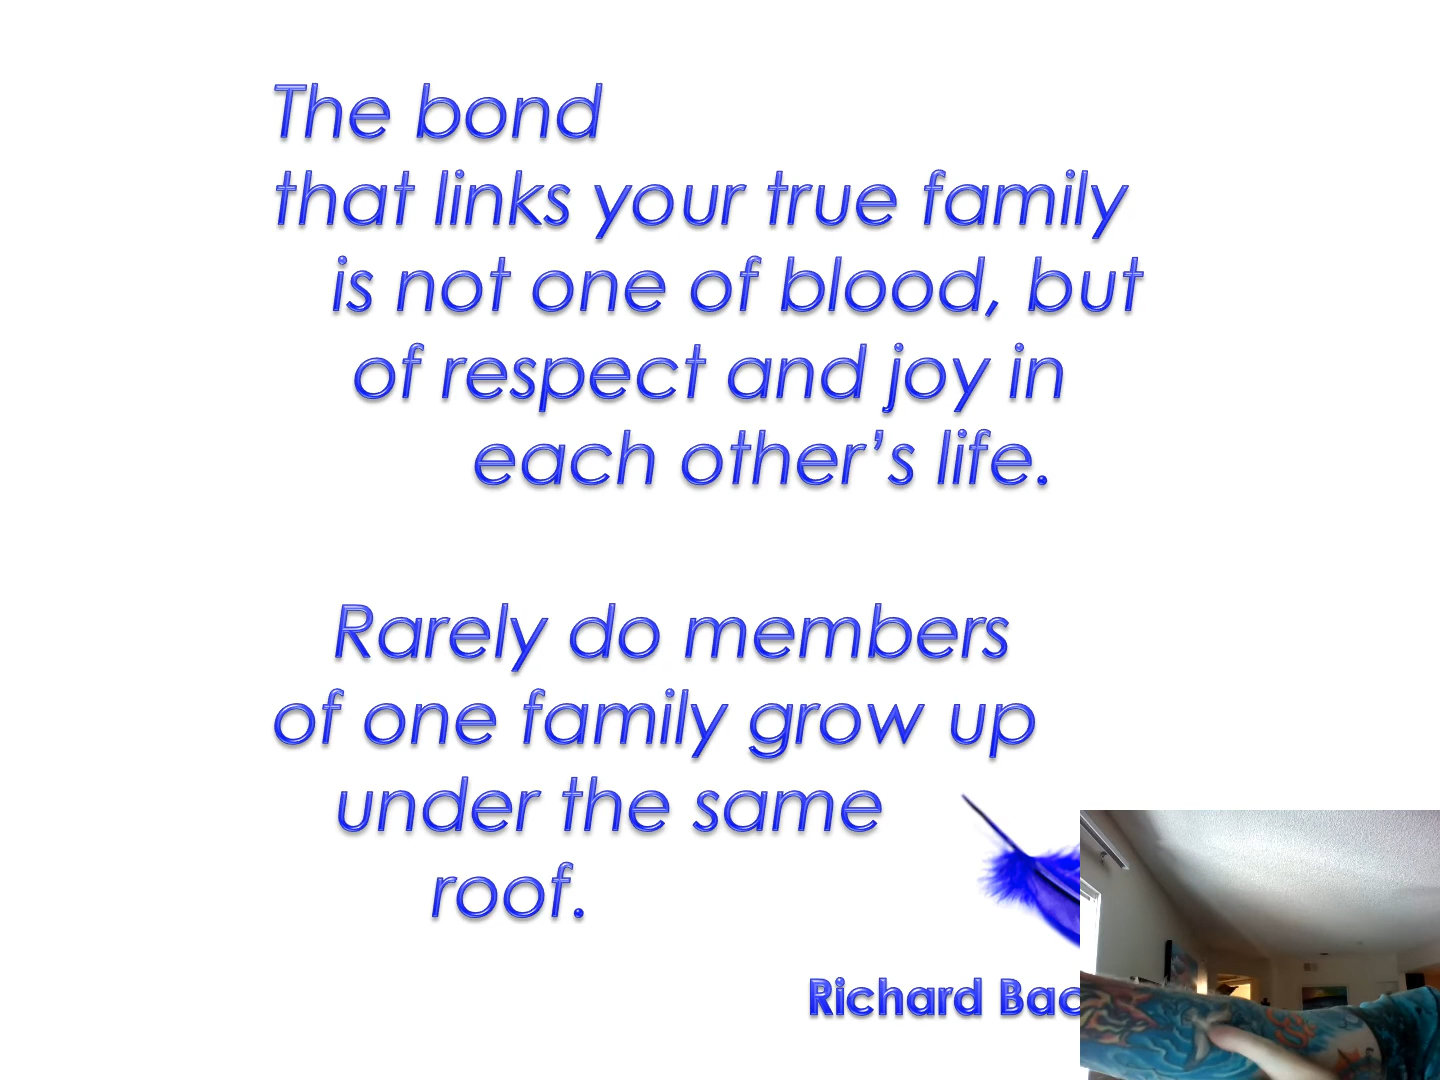 The bond
that links your true family
is not one of blood, but
of respect and joy in
each other’s life.
Rarely do members
of one family grow up
under the same
roof.
Richard